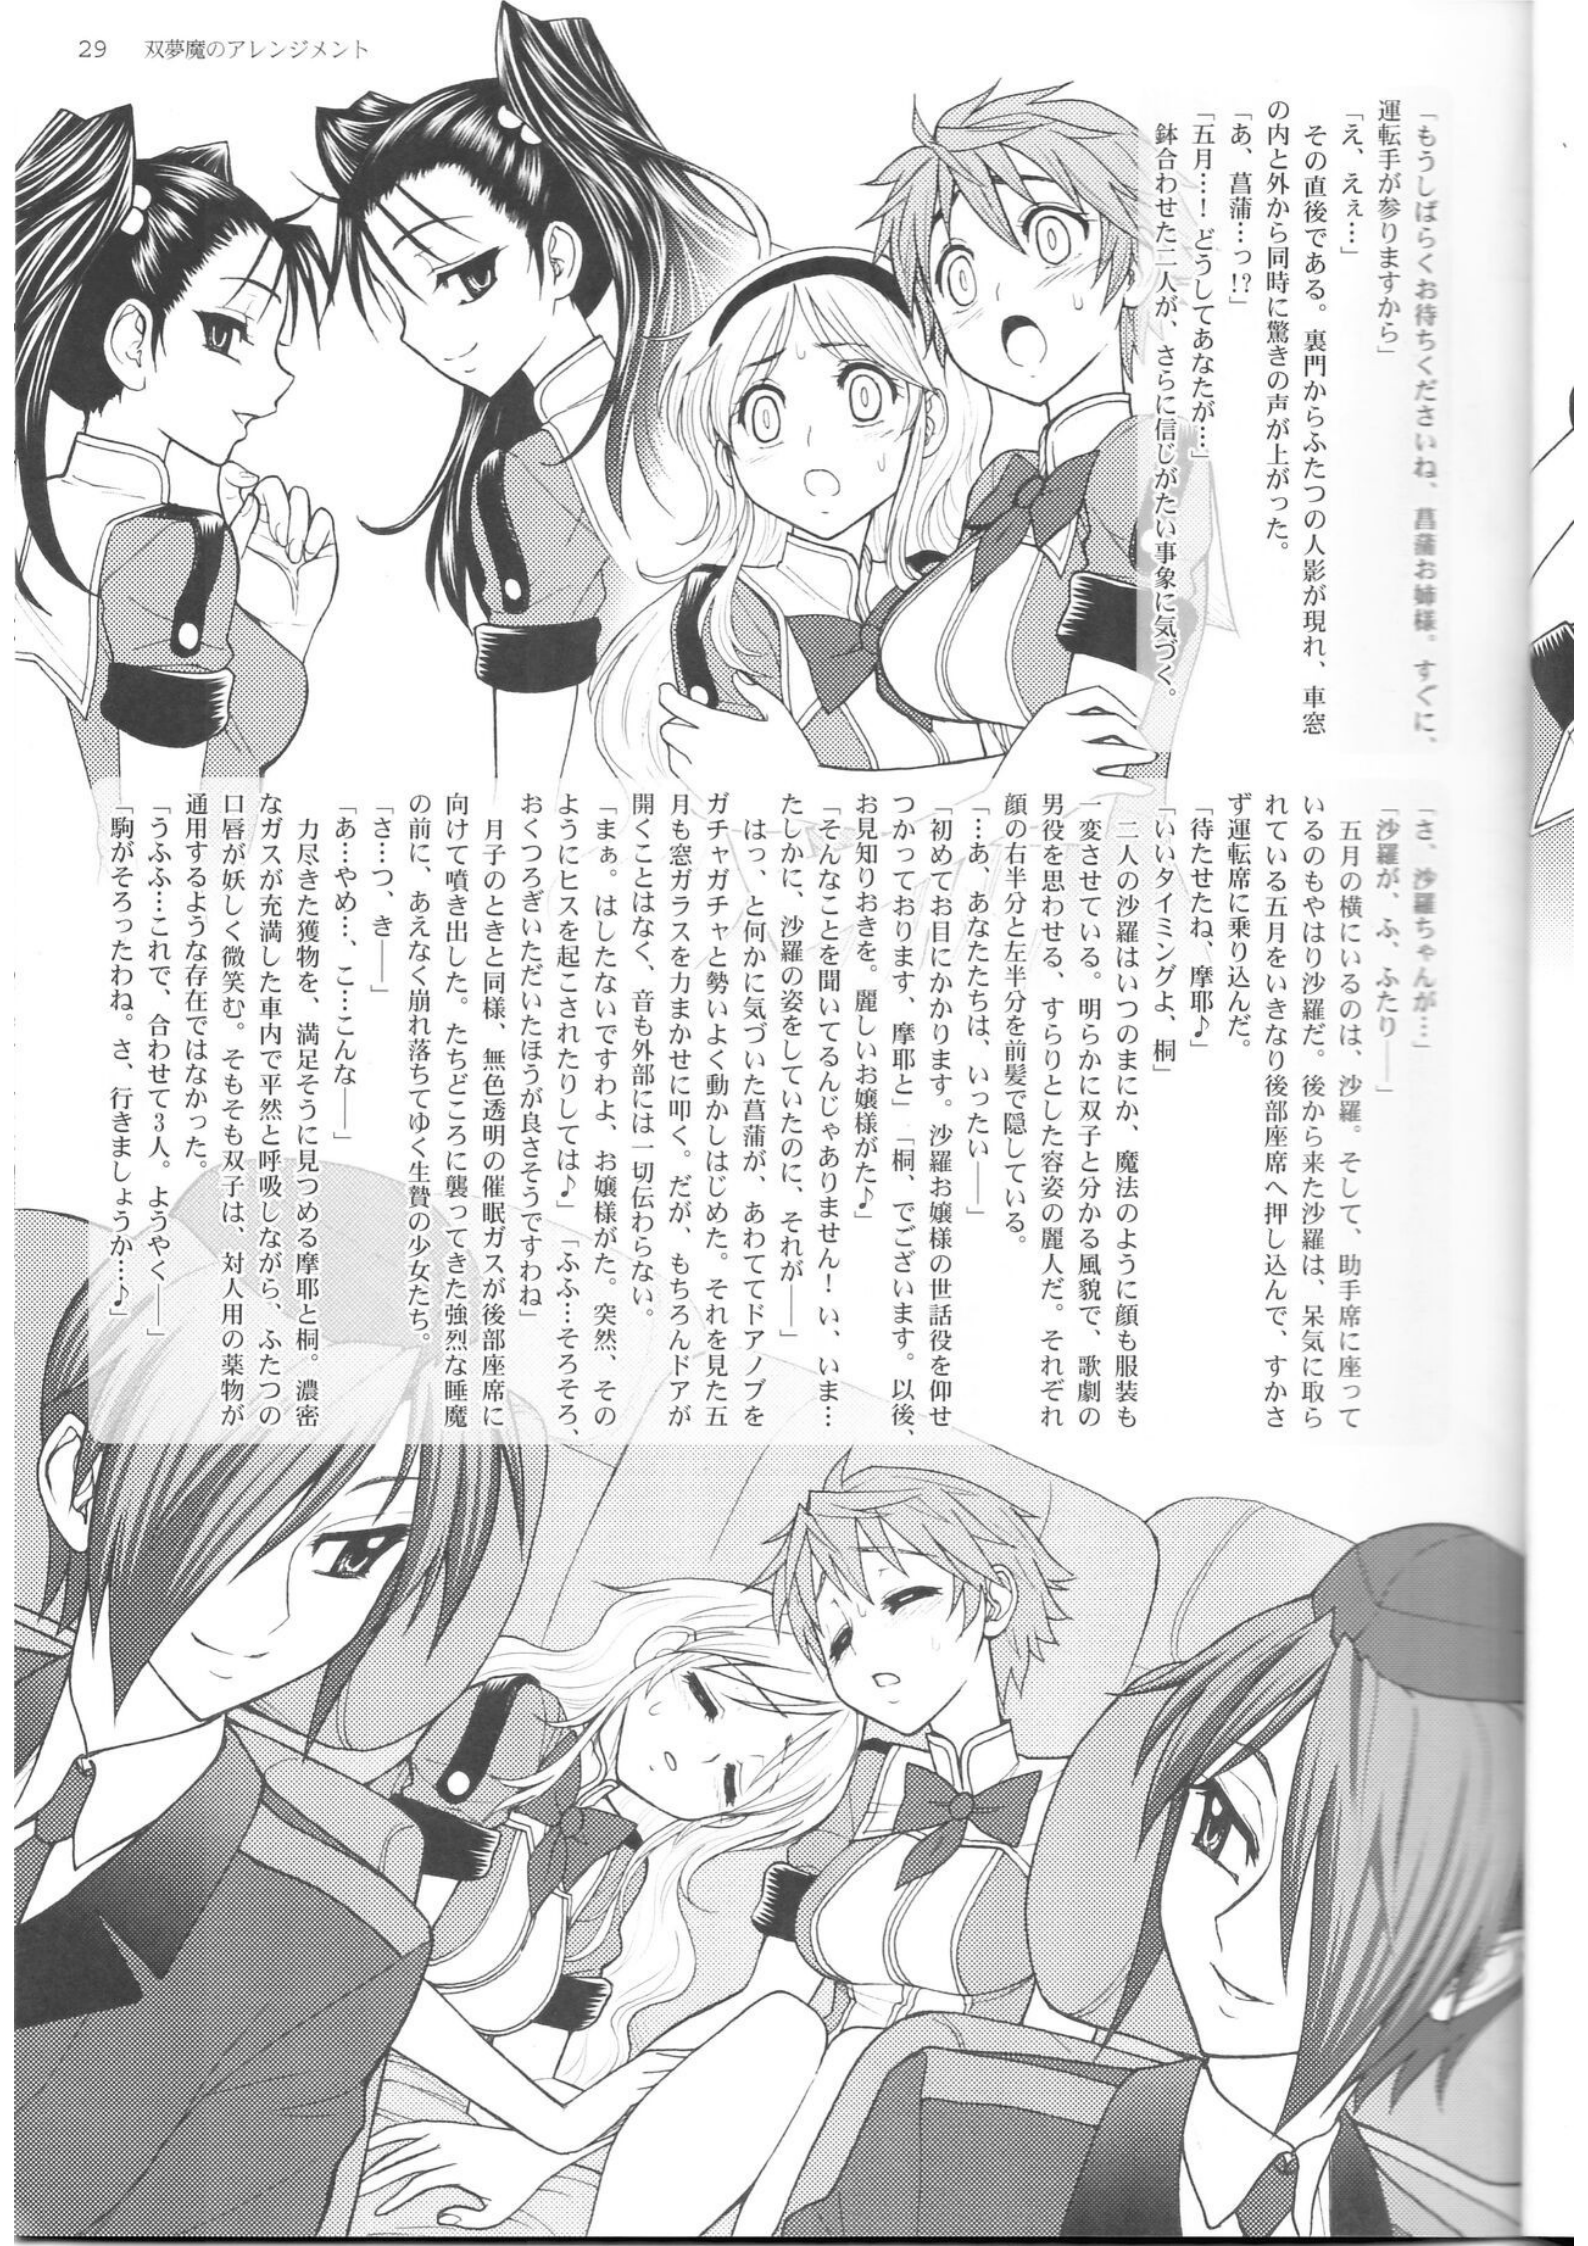 29　双夢魔のアレンジメント
「もうしばらくお待ちくださいね、菖蒲お姉様。すぐに、
運転手が参りますから」
「え、えぇ…」
　その直後である。裏門からふたつの人影が現れ、車窓
の内と外から同時に驚きの声が上がった。
「あ、菖蒲…っ!?」
「五月…! どうしてあなたが…」
　鉢合わせた二人が、さらに信じがたい事象に気づく。
「さ、沙羅ちゃんが…」
「沙羅が、ふ、ふたり――」
　五月の横にいるのは、沙羅。そして、助手席に座って
いるのもやはり沙羅だ。後から来た沙羅は、呆気に取ら
れている五月をいきなり後部座席へ押し込んで、すかさ
ず運転席に乗り込んだ。
「待たせたね、摩耶♪」
「いいタイミングよ、桐」
　二人の沙羅はいつのまにか、魔法のように顔も服装も
一変させている。明らかに双子と分かる風貌で、歌劇の
男役を思わせる、すらりとした容姿の麗人だ。それぞれ
顔の右半分と左半分を前髪で隠している。
「…あ、あなたたちは、いったい――」
「初めてお目にかかります。沙羅お嬢様の世話役を仰せ
つかっております、摩耶と」「桐、でございます。以後、
お見知りおきを。麗しいお嬢様がた♪」
「そんなことを聞いてるんじゃありません! い、いま…
たしかに、沙羅の姿をしていたのに、それが――」
　はっ、と何かに気づいた菖蒲が、あわててドアノブを
ガチャガチャと勢いよく動かしはじめた。それを見た五
月も窓ガラスを力まかせに叩く。だが、もちろんドアが
開くことはなく、音も外部には一切伝わらない。
「まぁ。はしたないですわよ、お嬢様がた。突然、その
ようにヒスを起こされたりしては♪」「ふふ…そろそろ、
おくつろぎいただいたほうが良さそうですわね」
　月子のときと同様、無色透明の催眠ガスが後部座席に
向けて噴き出した。たちどころに襲ってきた強烈な睡魔
の前に、あえなく崩れ落ちてゆく生贄の少女たち。
「さ…つ、き――」
「あ…やめ…、こ…こんな――」
　力尽きた獲物を、満足そうに見つめる摩耶と桐。濃密
なガスが充満した車内で平然と呼吸しながら、ふたつの
口唇が妖しく微笑む。そもそも双子は、対人用の薬物が
通用するような存在ではなかった。
「うふふ…これで、合わせて3人。ようやく――」
「駒がそろったわね。さ、行きましょうか…♪」